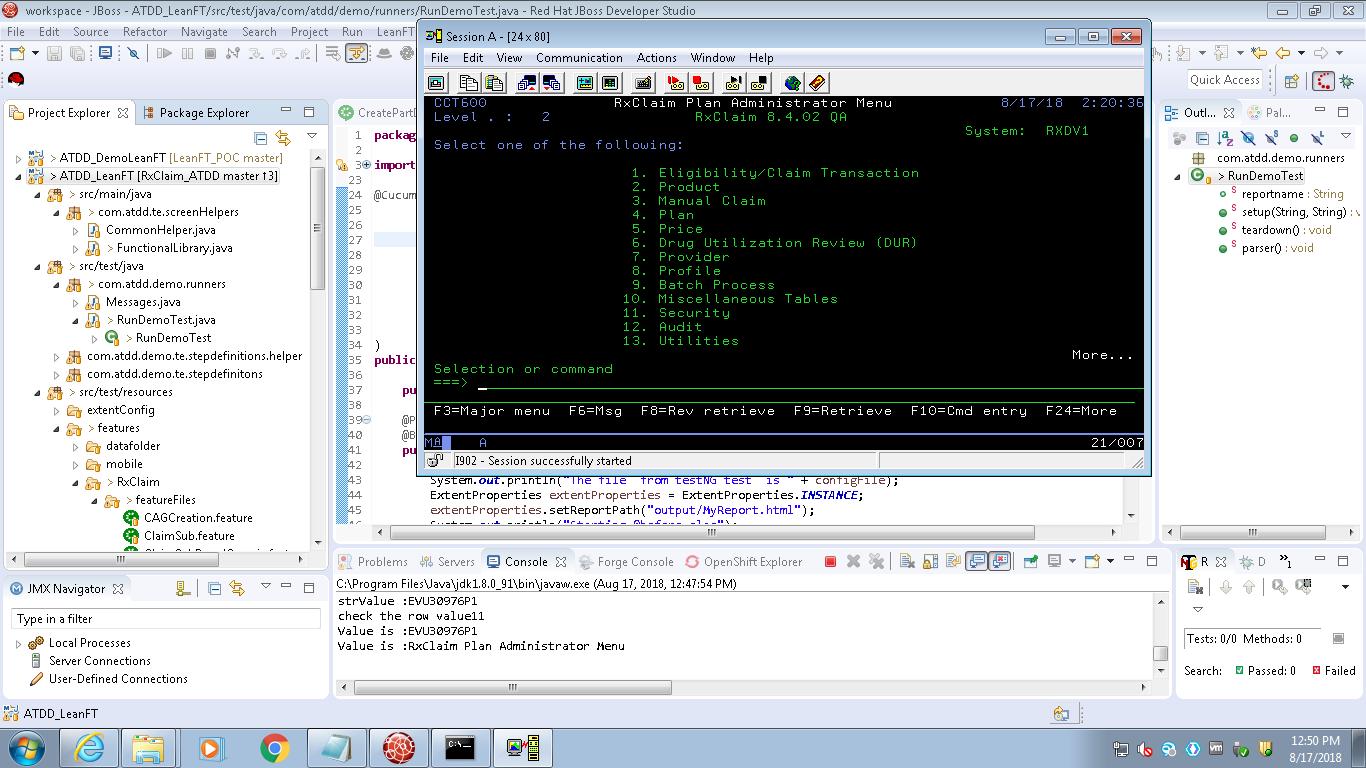 workspace - JBoss - ATDD_LeanFT/src/test/java/com/atdd/demo/runners/RunDemoTest.java - Red Hat JBoss Developer Studio
File Edit Source Refactor Navigate Search Project Run LeanFT
Quick Access
Project Explorer
Package Explorer
> ATDD_DemoLeanFT [LeanFT_POC master]
> ATDD_LeanFT [RxClaim_ATDD master ↑3]
> src/main/java
> com.atdd.te.screenHelpers
CommonHelper.java
> FunctionalLibrary.java
> src/test/java
> com.atdd.demo.runners
Messages.java
> RunDemoTest.java
> RunDemoTest
com.atdd.demo.te.stepdefinitions.helper
com.atdd.demo.te.stepdefinitons
> src/test/resources
extentConfig
> features
datafolder
mobile
> RxClaim
> featureFiles
CAGCreation.feature
ClaimSub.feature
CreatePartD
1 packag
2
3 import
23
24 @Cucum
25
26
27
28
29
30
31
32
33
34 )
35 public
36
37 pu
38
39 @P
40 @B
41 pu
43 System.out.println("The file from testNG test is " + configFile);
44 ExtentProperties extentProperties = ExtentProperties.INSTANCE;
45 extentProperties.setReportPath("output/MyReport.html");
46 System.out.println("Starting @before clas");
Session A - [24 x 80]
File Edit View Communication Actions Window Help
CCT600 RxClaim Plan Administrator Menu 8/17/18 2:20:36
Level . : 2 RxClaim 8.4.02 QA
System: RXDV1
Select one of the following:
1. Eligibility/Claim Transaction
2. Product
3. Manual Claim
4. Plan
5. Price
6. Drug Utilization Review (DUR)
7. Provider
8. Profile
9. Batch Process
10. Miscellaneous Tables
11. Security
12. Audit
13. Utilities
More...
Selection or command
===>
F3=Major menu F6=Msg F8=Rev retrieve F9=Retrieve F10=Cmd entry F24=More
MA A 21/007
I902 - Session successfully started
Outl...
Pal...
com.atdd.demo.runners
> RunDemoTest
reportname : String
setup(String, String) : v
teardown() : void
parser() : void
JMX Navigator
Type in a filter
Local Processes
Server Connections
User-Defined Connections
Problems Servers Console Forge Console OpenShift Explorer
C:\Program Files\Java\jdk1.8.0_91\bin\javaw.exe (Aug 17, 2018, 12:47:54 PM)
strValue :EVU30976P1
check the row value11
Value is :EVU30976P1
Value is :RxClaim Plan Administrator Menu
R D »1
Tests: 0/0 Methods: 0
Search: Passed: 0 Failed
ATDD_LeanFT
12:50 PM
8/17/2018